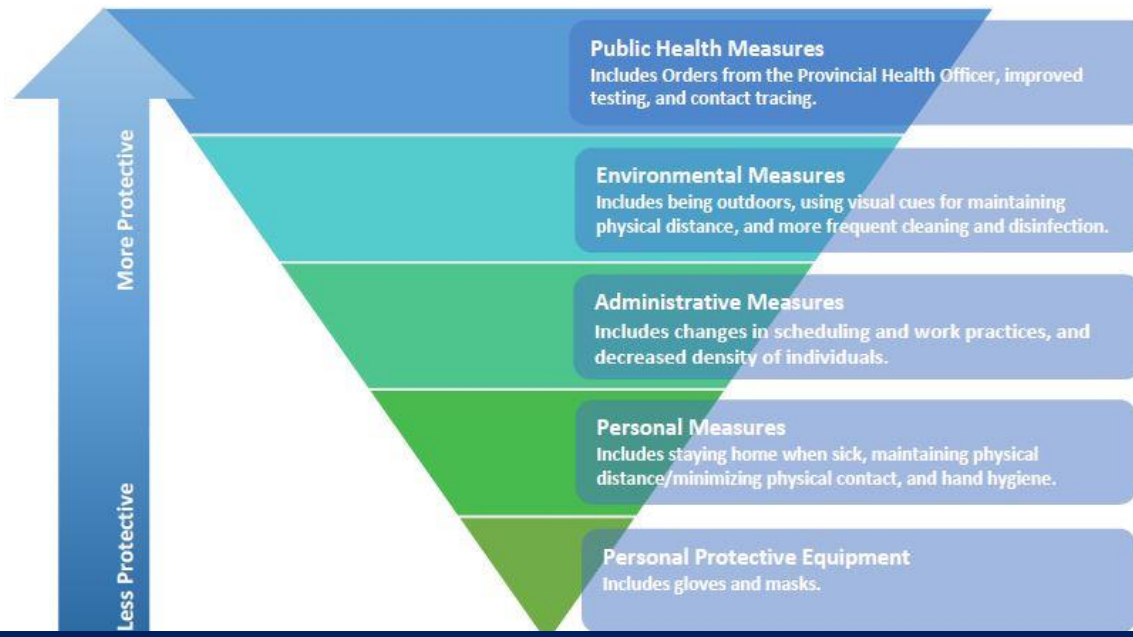 More Protective
Less Protective
Public Health Measures
Includes Orders from the Provincial Health Officer, improved
testing, and contact tracing.
Environmental Measures
Includes being outdoors, using visual cues for maintaining
physical distance, and more frequent cleaning and disinfection.
Administrative Measures
Includes changes in scheduling and work practices, and
decreased density of individuals.
Personal Measures
Includes staying home when sick, maintaining physical
distance/minimizing physical contact, and hand hygiene.
Personal Protective Equipment
Includes gloves and masks.